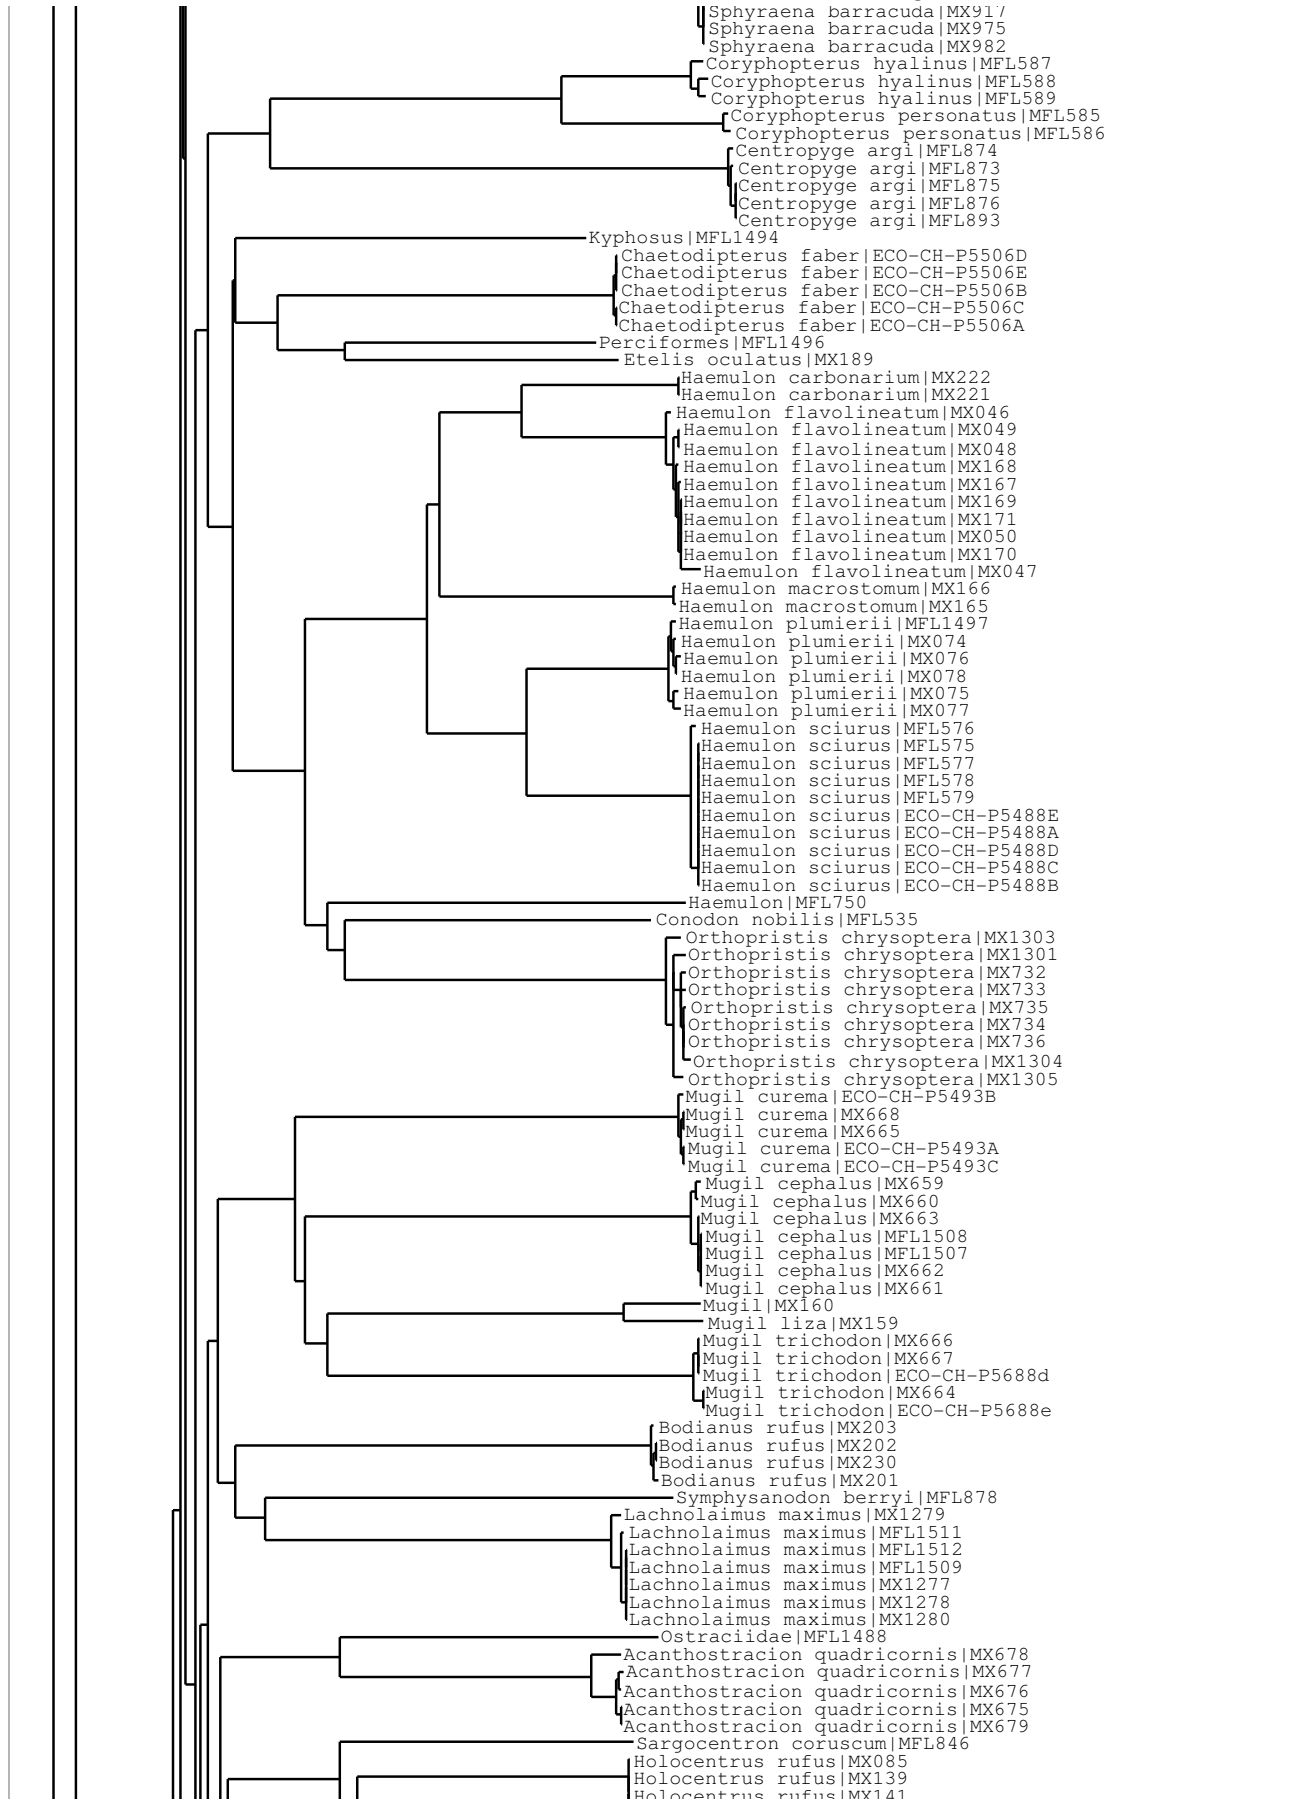 Sphyraena barracuda|MX917
Sphyraena barracuda|MX975
Sphyraena barracuda|MX982
Coryphopterus hyalinus|MFL587
Coryphopterus hyalinus|MFL588
Coryphopterus hyalinus|MFL589
Coryphopterus personatus|MFL585
Coryphopterus personatus|MFL586
Centropyge argi|MFL874
Centropyge argi|MFL873
Centropyge argi|MFL875
Centropyge argi|MFL876
Centropyge argi|MFL893
Kyphosus|MFL1494
Chaetodipterus faber|ECO-CH-P5506D
Chaetodipterus faber|ECO-CH-P5506E
Chaetodipterus faber|ECO-CH-P5506B
Chaetodipterus faber|ECO-CH-P5506C
Chaetodipterus faber|ECO-CH-P5506A
Perciformes|MFL1496
Etelis oculatus|MX189
Haemulon carbonarium|MX222
Haemulon carbonarium|MX221
Haemulon flavolineatum|MX046
Haemulon flavolineatum|MX049
Haemulon flavolineatum|MX048
Haemulon flavolineatum|MX168
Haemulon flavolineatum|MX167
Haemulon flavolineatum|MX169
Haemulon flavolineatum|MX171
Haemulon flavolineatum|MX050
Haemulon flavolineatum|MX170
Haemulon flavolineatum|MX047
Haemulon macrostomum|MX166
Haemulon macrostomum|MX165
Haemulon plumierii|MFL1497
Haemulon plumierii|MX074
Haemulon plumierii|MX076
Haemulon plumierii|MX078
Haemulon plumierii|MX075
Haemulon plumierii|MX077
Haemulon sciurus|MFL576
Haemulon sciurus|MFL575
Haemulon sciurus|MFL577
Haemulon sciurus|MFL578
Haemulon sciurus|MFL579
Haemulon sciurus|ECO-CH-P5488E
Haemulon sciurus|ECO-CH-P5488A
Haemulon sciurus|ECO-CH-P5488D
Haemulon sciurus|ECO-CH-P5488C
Haemulon sciurus|ECO-CH-P5488B
Haemulon|MFL750
Conodon nobilis|MFL535
Orthopristis chrysoptera|MX1303
Orthopristis chrysoptera|MX1301
Orthopristis chrysoptera|MX732
Orthopristis chrysoptera|MX733
Orthopristis chrysoptera|MX735
Orthopristis chrysoptera|MX734
Orthopristis chrysoptera|MX736
Orthopristis chrysoptera|MX1304
Orthopristis chrysoptera|MX1305
Mugil curema|ECO-CH-P5493B
Mugil curema|MX668
Mugil curema|MX665
Mugil curema|ECO-CH-P5493A
Mugil curema|ECO-CH-P5493C
Mugil cephalus|MX659
Mugil cephalus|MX660
Mugil cephalus|MX663
Mugil cephalus|MFL1508
Mugil cephalus|MFL1507
Mugil cephalus|MX662
Mugil cephalus|MX661
Mugil|MX160
Mugil liza|MX159
Mugil trichodon|MX666
Mugil trichodon|MX667
Mugil trichodon|ECO-CH-P5688d
Mugil trichodon|MX664
Mugil trichodon|ECO-CH-P5688e
Bodianus rufus|MX203
Bodianus rufus|MX202
Bodianus rufus|MX230
Bodianus rufus|MX201
Symphysanodon berryi|MFL878
Lachnolaimus maximus|MX1279
Lachnolaimus maximus|MFL1511
Lachnolaimus maximus|MFL1512
Lachnolaimus maximus|MFL1509
Lachnolaimus maximus|MX1277
Lachnolaimus maximus|MX1278
Lachnolaimus maximus|MX1280
Ostraciidae|MFL1488
Acanthostracion quadricornis|MX678
Acanthostracion quadricornis|MX677
Acanthostracion quadricornis|MX676
Acanthostracion quadricornis|MX675
Acanthostracion quadricornis|MX679
Sargocentron coruscum|MFL846
Holocentrus rufus|MX085
Holocentrus rufus|MX139
Holocentrus rufus|MX141